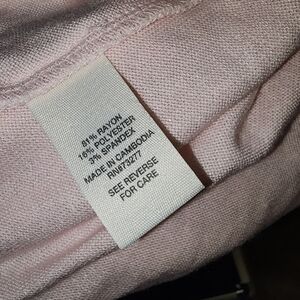 81% RAYON
16% POLYESTER
3% SPANDEX
MADE IN CAMBODIA
RN#73277
SEE REVERSE
FOR CARE